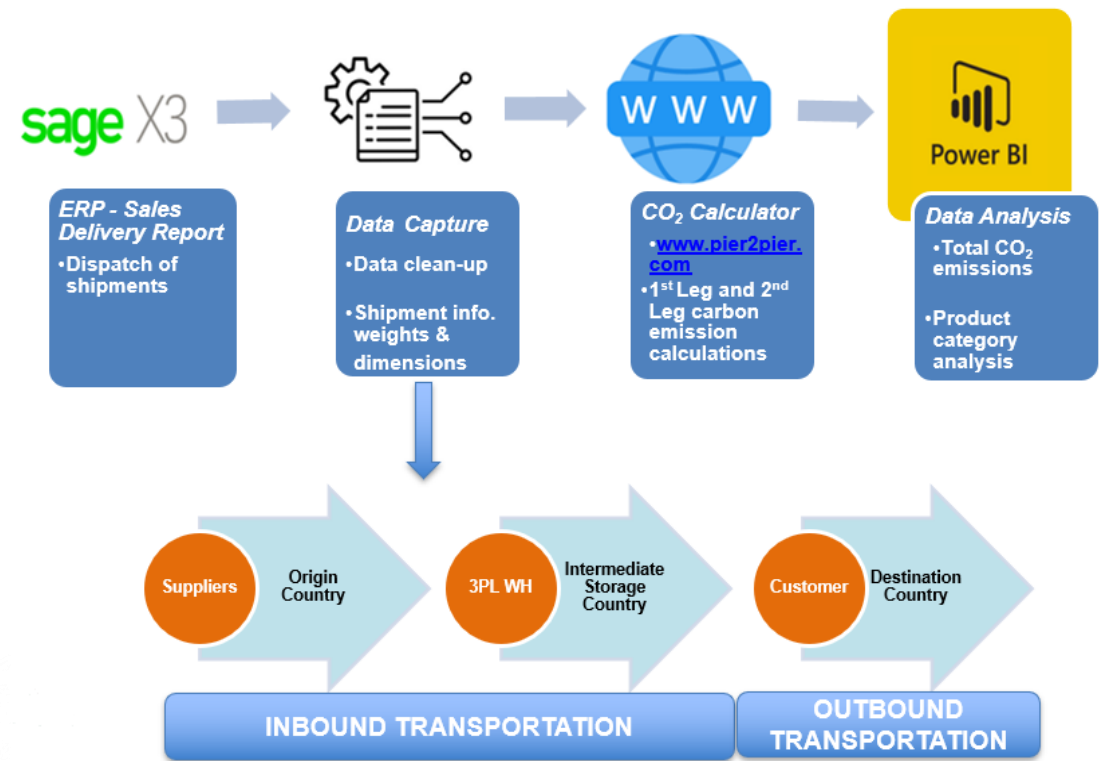 sage X3
WWW
Power BI
ERP - Sales
Delivery Report
•Dispatch of
shipments
Data Capture
•Data clean-up
•Shipment info.
weights &
dimensions
CO₂ Calculator
•www.pier2pier.
com
•1st Leg and 2nd
Leg carbon
emission
calculations
Data Analysis
•Total CO₂
emissions
•Product
category
analysis
Suppliers
Origin
Country
3PL WH
Intermediate
Storage
Country
Customer
Destination
Country
INBOUND TRANSPORTATION
OUTBOUND
TRANSPORTATION